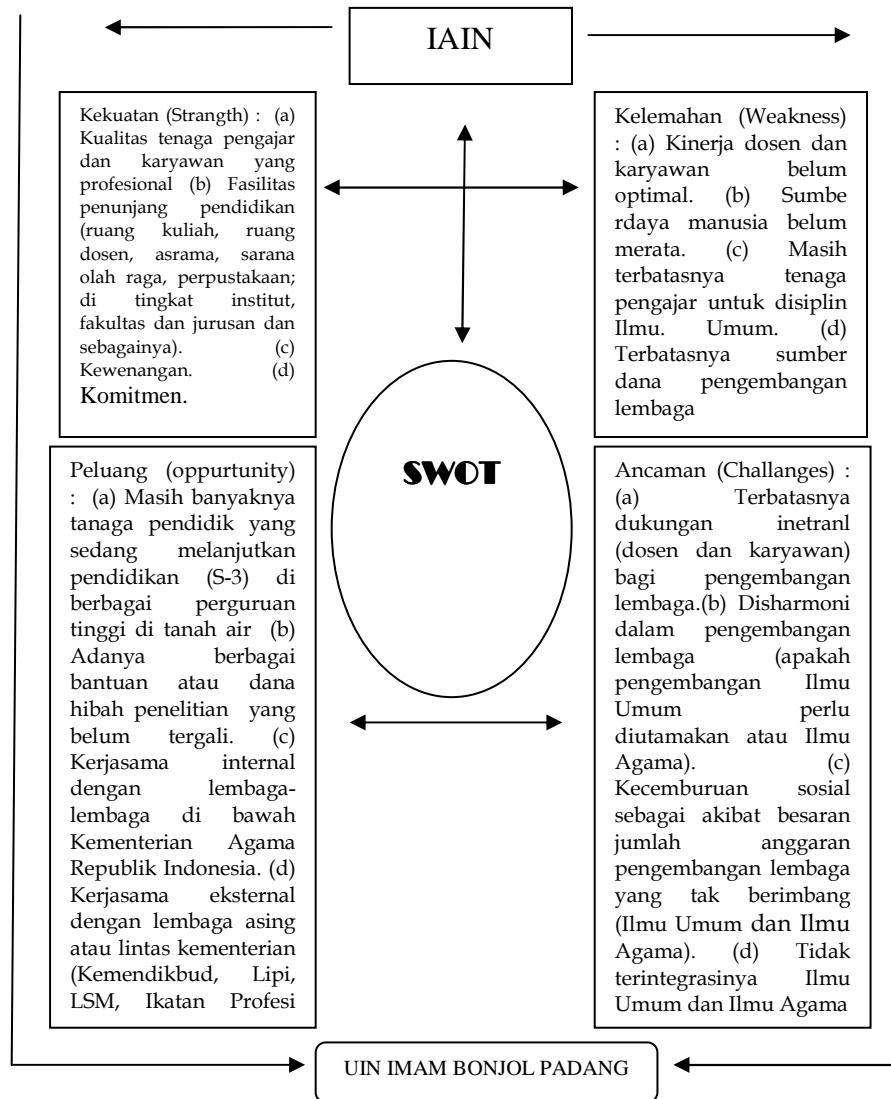 IAIN
Kekuatan (Strangth) : (a)
Kualitas tenaga pengajar
dan karyawan yang
profesional (b) Fasilitas
penunjang pendidikan
(ruang kuliah, ruang
dosen, asrama, sarana
olah raga, perpustakaan;
di tingkat institut,
fakultas dan jurusan dan
sebagainya). (c)
Kewenangan. (d)
Komitmen.
Kelemahan (Weakness)
: (a) Kinerja dosen dan
karyawan belum
optimal. (b) Sumbe
rdaya manusia belum
merata. (c) Masih
terbatasnya tenaga
pengajar untuk disiplin
Ilmu. Umum. (d)
Terbatasnya sumber
dana pengembangan
lembaga
SWOT
Peluang (oppurtunity)
: (a) Masih banyaknya
tanaga pendidik yang
sedang melanjutkan
pendidikan (S-3) di
berbagai perguruan
tinggi di tanah air (b)
Adanya berbagai
bantuan atau dana
hibah penelitian yang
belum tergali. (c)
Kerjasama internal
dengan lembaga-
lembaga di bawah
Kementerian Agama
Republik Indonesia. (d)
Kerjasama eksternal
dengan lembaga asing
atau lintas kementerian
(Kemendikbud, Lipi,
LSM, Ikatan Profesi
Ancaman (Challanges) :
(a) Terbatasnya
dukungan inetranl
(dosen dan karyawan)
bagi pengembangan
lembaga.(b) Disharmoni
dalam pengembangan
lembaga (apakah
pengembangan Ilmu
Umum perlu
diutamakan atau Ilmu
Agama). (c)
Kecemburuan sosial
sebagai akibat besaran
jumlah anggaran
pengembangan lembaga
yang tak berimbang
(Ilmu Umum dan Ilmu
Agama). (d) Tidak
terintegrasinya Ilmu
Umum dan Ilmu Agama
UIN IMAM BONJOL PADANG